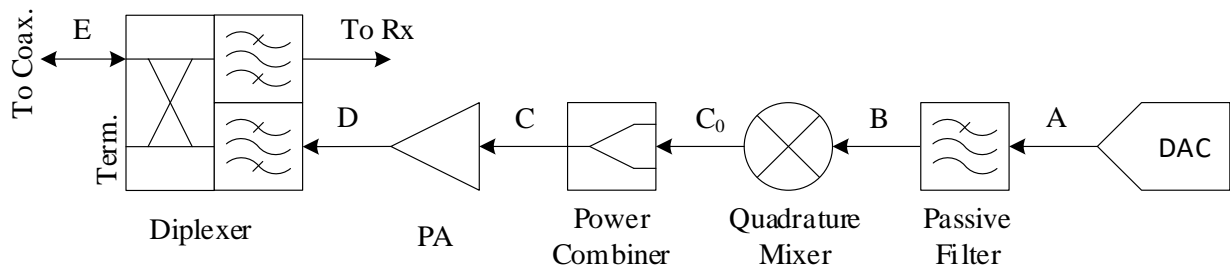 To Coax.
E
To Rx
Term.
D
C
C₀
B
A
DAC
Diplexer
PA
Power
Combiner
Quadrature
Mixer
Passive
Filter